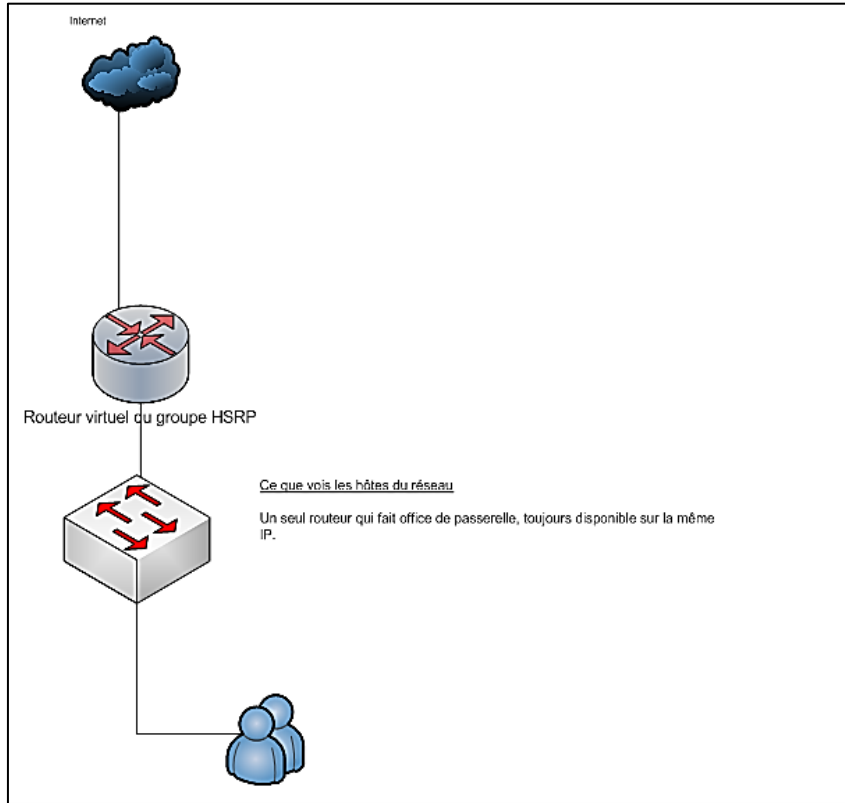 Internet
Routeur virtuel du groupe HSRP
Ce que vois les hôtes du réseau
Un seul routeur qui fait office de passerelle, toujours disponible sur la même
IP.